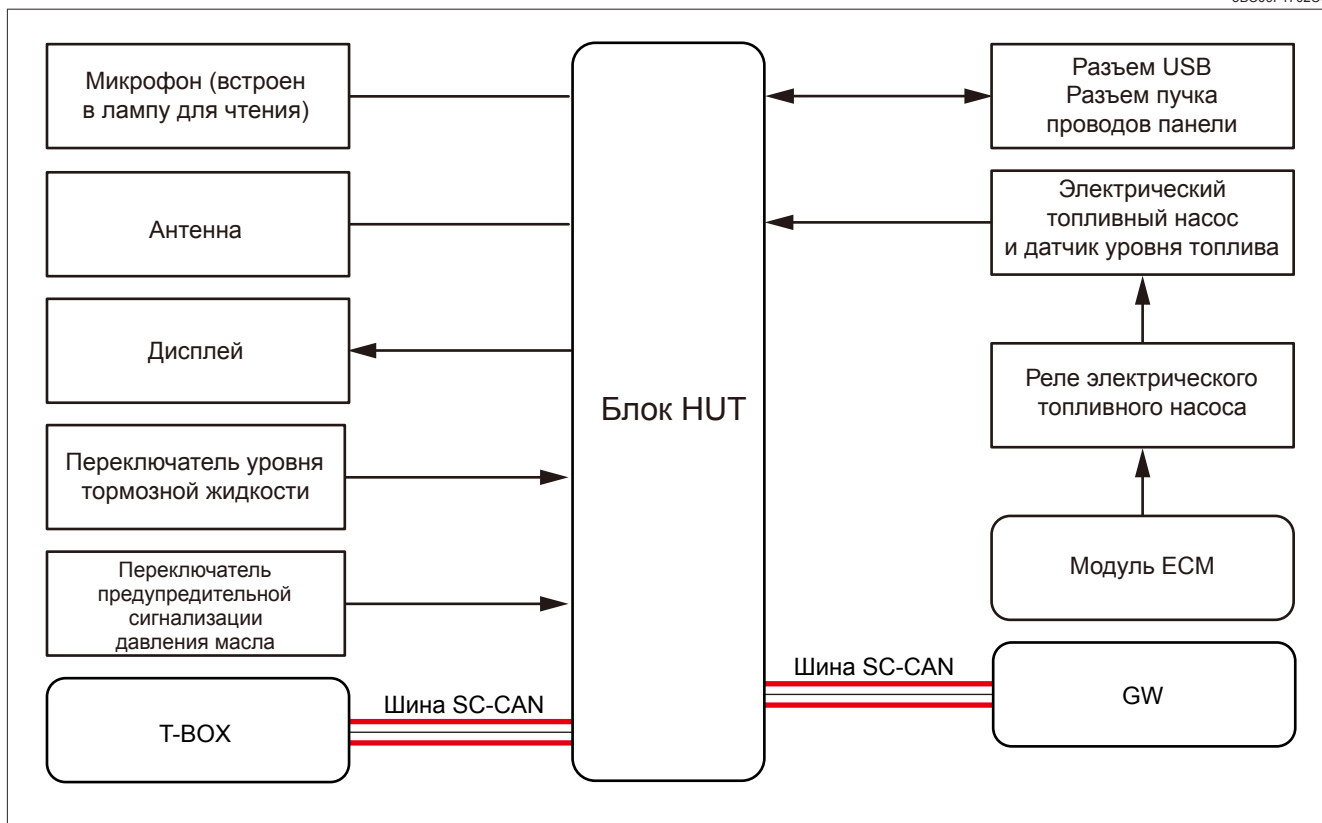 Микрофон (встроен
в лампу для чтения)
Антенна
Дисплей
Переключатель уровня
тормозной жидкости
Переключатель
предупредительной
сигнализации
давления масла
T-BOX
Шина SC-CAN
Блок HUT
Разъем USB
Разъем пучка
проводов панели
Электрический
топливный насос
и датчик уровня топлива
Реле электрического
топливного насоса
Модуль ECM
Шина SC-CAN
GW